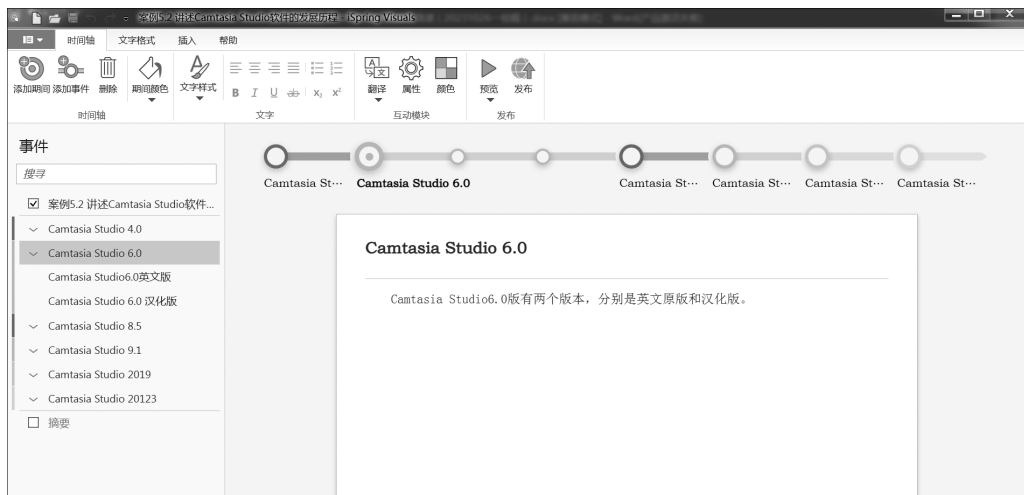 案例5.2 讲述Camtasia Studio软件的发展历程 - iSpring Visuals
时间轴 文字格式 插入 帮助
添加期间 添加事件 删除 期间颜色 文字样式 翻译 属性 颜色 预览 发布
B I U ab x₂ x²
时间轴 文字 互动模块 发布
事件
搜寻
案例5.2 讲述Camtasia Studio软件...
Camtasia Studio 4.0
Camtasia Studio 6.0
Camtasia Studio6.0英文版
Camtasia Studio 6.0 汉化版
Camtasia Studio 8.5
Camtasia Studio 9.1
Camtasia Studio 2019
Camtasia Studio 20123
摘要
Camtasia St… Camtasia Studio 6.0 Camtasia St… Camtasia St… Camtasia St… Camtasia St…
Camtasia Studio 6.0
Camtasia Studio6.0版有两个版本，分别是英文原版和汉化版。